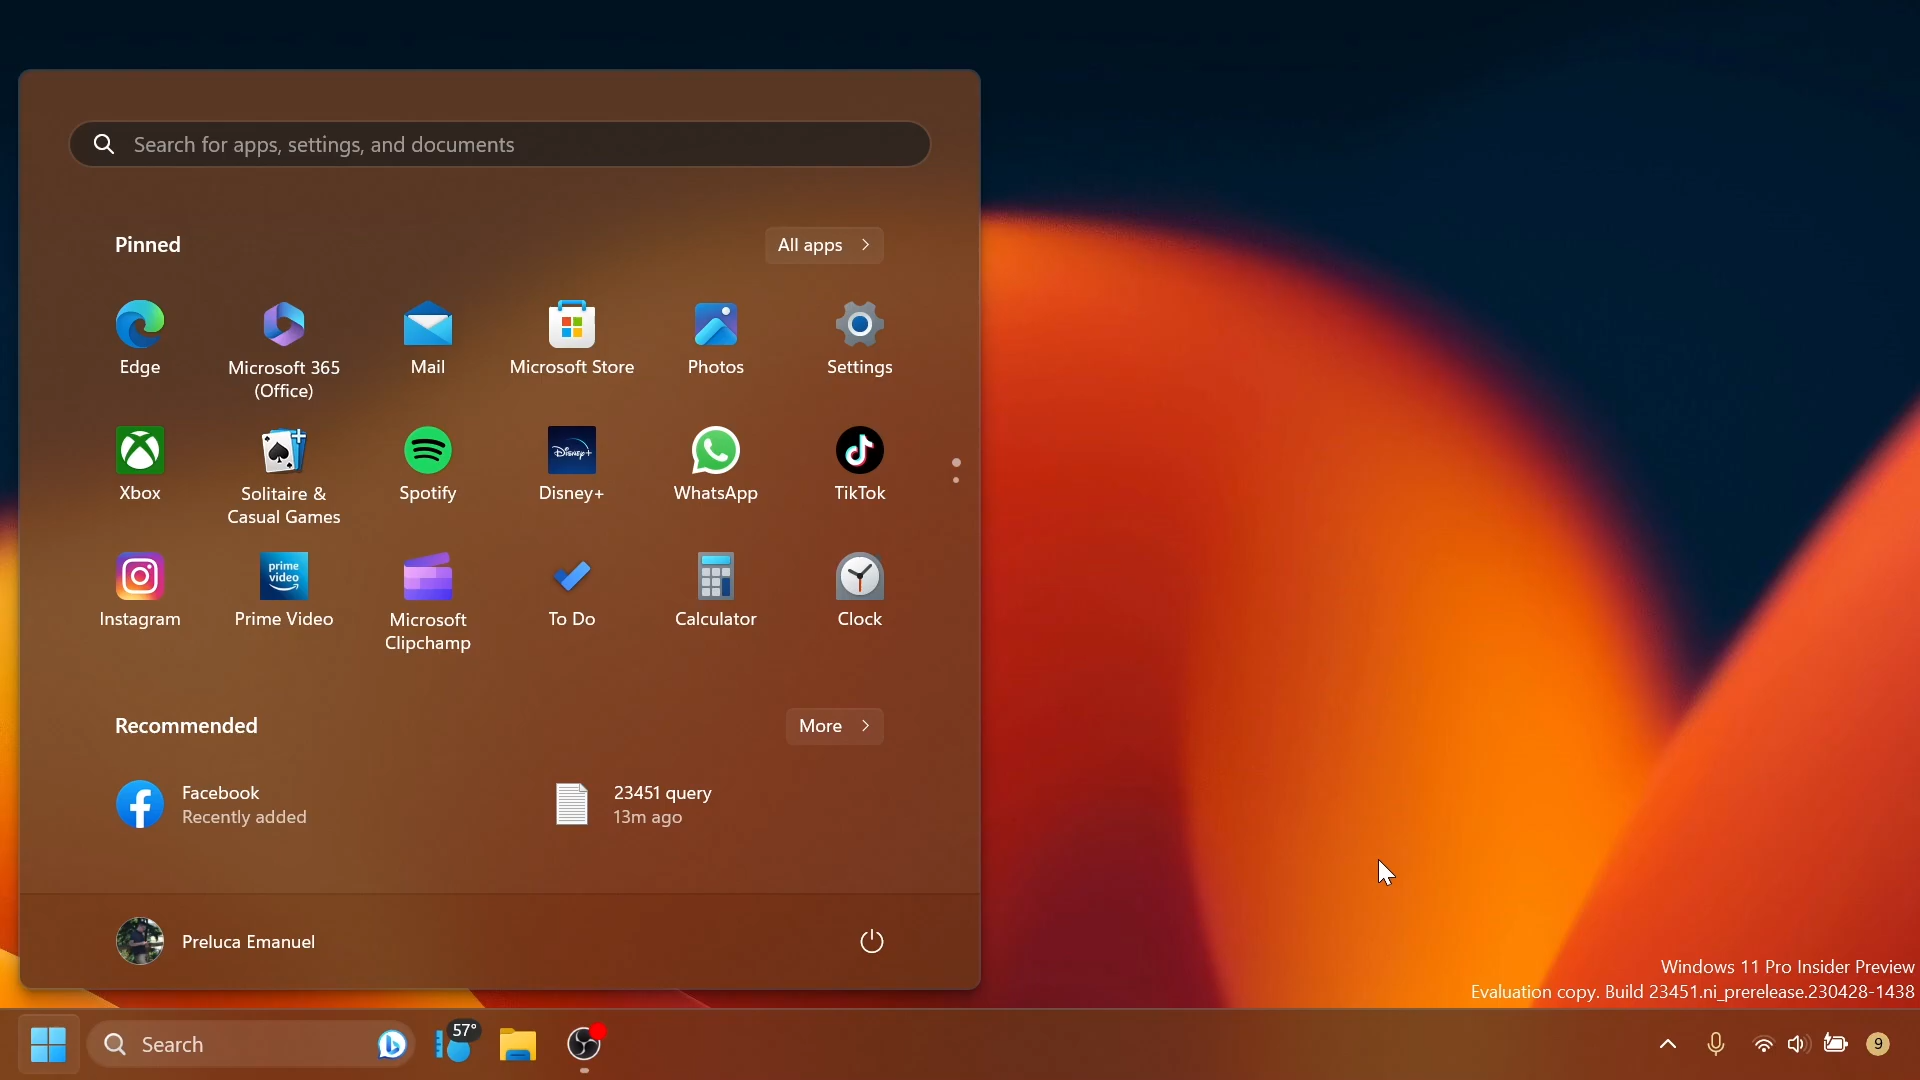 Search for apps, settings, and documents
Pinned
All apps
Edge
Microsoft 365
(Office)
Mail
Microsoft Store
Photos
Settings
Xbox
Solitaire &
Casual Games
Spotify
Disney+
Disney+
WhatsApp
TikTok
Instagram
prime
video
Prime Video
Microsoft
Clipchamp
To Do
Calculator
Clock
Recommended
More
Facebook
Recently added
23451 query
13m ago
Preluca Emanuel
Windows 11 Pro Insider Preview
Evaluation copy. Build 23451.ni_prerelease.230428-1438
Search
57°
9